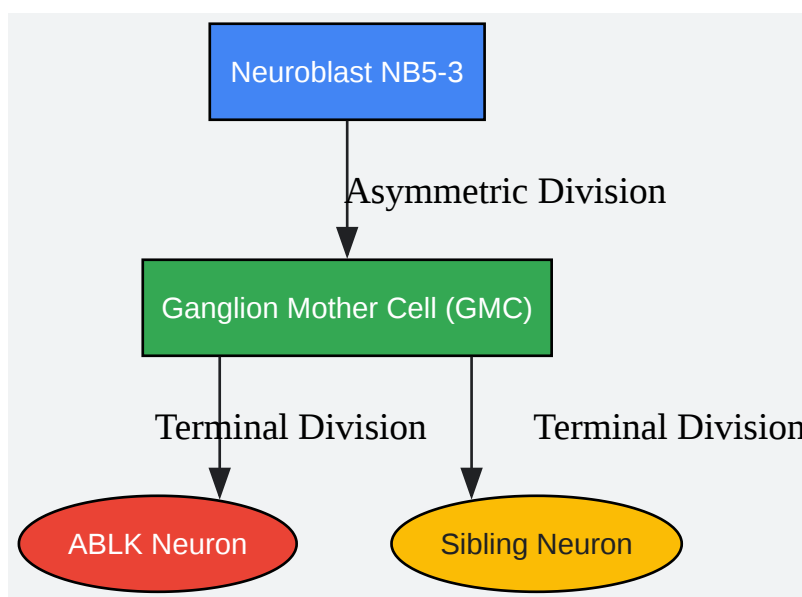 Neuroblast NB5-3
Asymmetric Division
Ganglion Mother Cell (GMC)
Terminal Division
Terminal Division
ABLK Neuron
Sibling Neuron